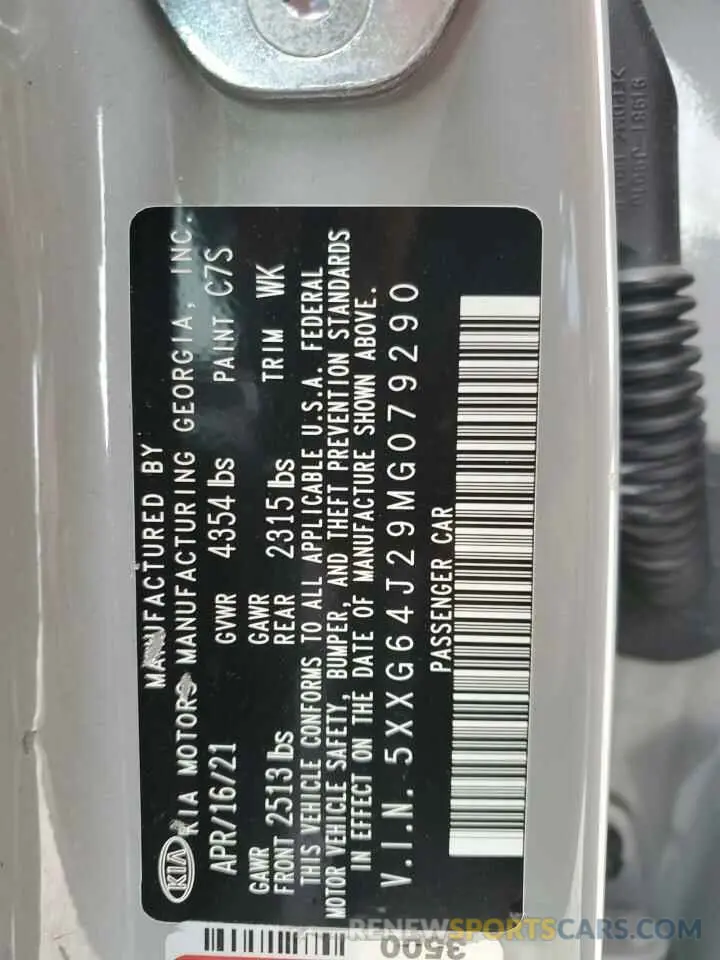 MANUFACTURED BY
KIA KIA MOTORS MANUFACTURING GEORGIA, INC.
APR/16/21 GVWR 4354 lbs PAINT C7S
GAWR FRONT 2513 lbs GAWR REAR 2315 lbs TRIM WK
THIS VEHICLE CONFORMS TO ALL APPLICABLE U.S.A. FEDERAL
MOTOR VEHICLE SAFETY, BUMPER, AND THEFT PREVENTION STANDARDS
IN EFFECT ON THE DATE OF MANUFACTURE SHOWN ABOVE.
V.I.N. 5XXG64J29MG079290
PASSENGER CAR
3500
RENEWSPORTSCARS.COM